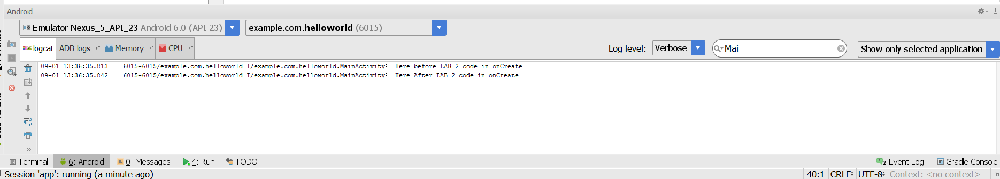 Android
Emulator Nexus_5_API_23 Android 6.0 (API 23) example.com.helloworld (6015)
logcat ADB logs Memory CPU Log level: Verbose Mai Show only selected application
09-01 13:36:35.813 6015-6015/example.com.helloworld I/example.com.helloworld.MainActivity: Here before LAB 2 code in onCreate
09-01 13:36:35.842 6015-6015/example.com.helloworld I/example.com.helloworld.MainActivity: Here After LAB 2 code in onCreate
Terminal 6: Android 0: Messages 4: Run TODO 2 Event Log Gradle Console
Session 'app': running (a minute ago) 40:1 CRLF UTF-8 Context: <no context>